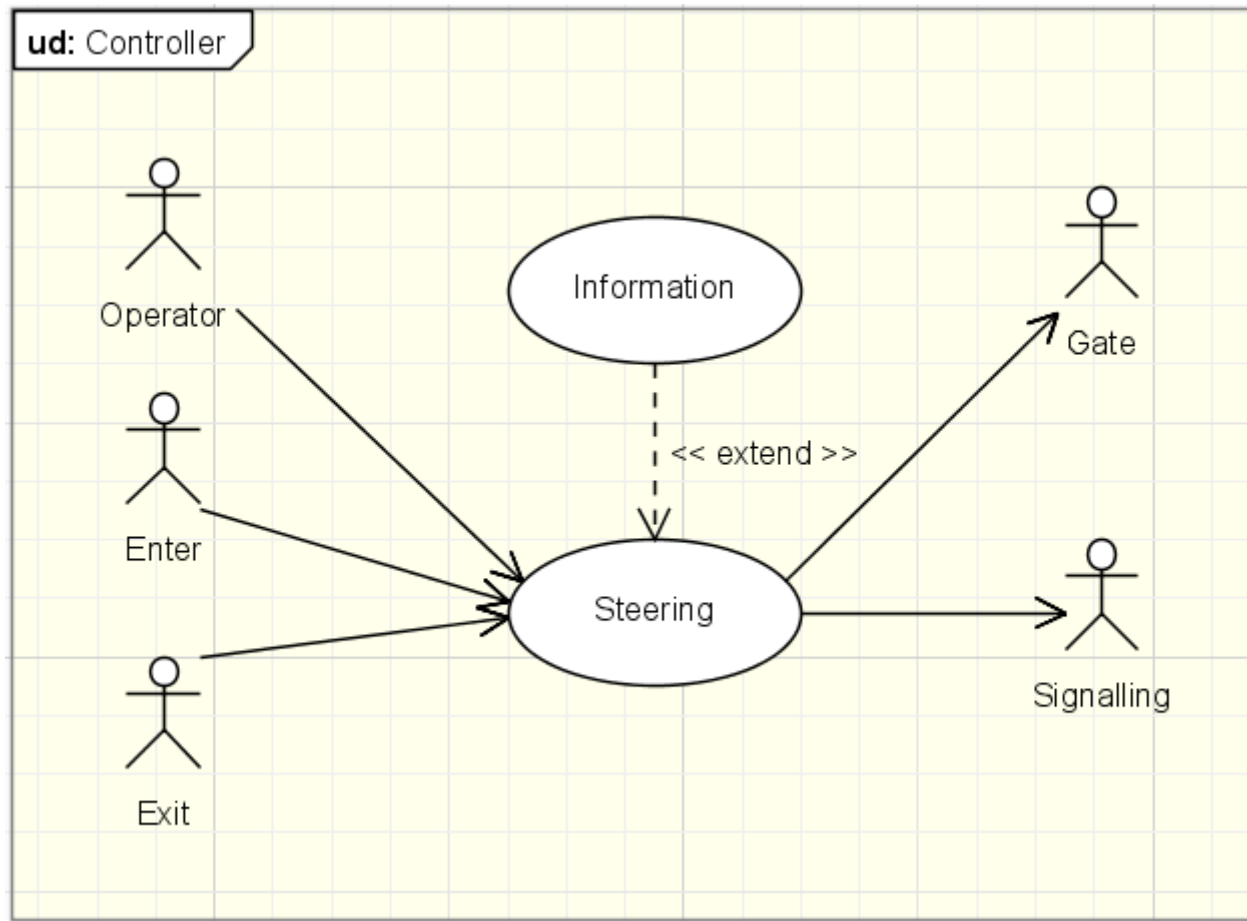 ud: Controller
Operator
Information
Gate
<< extend >>
Enter
Steering
Signalling
Exit